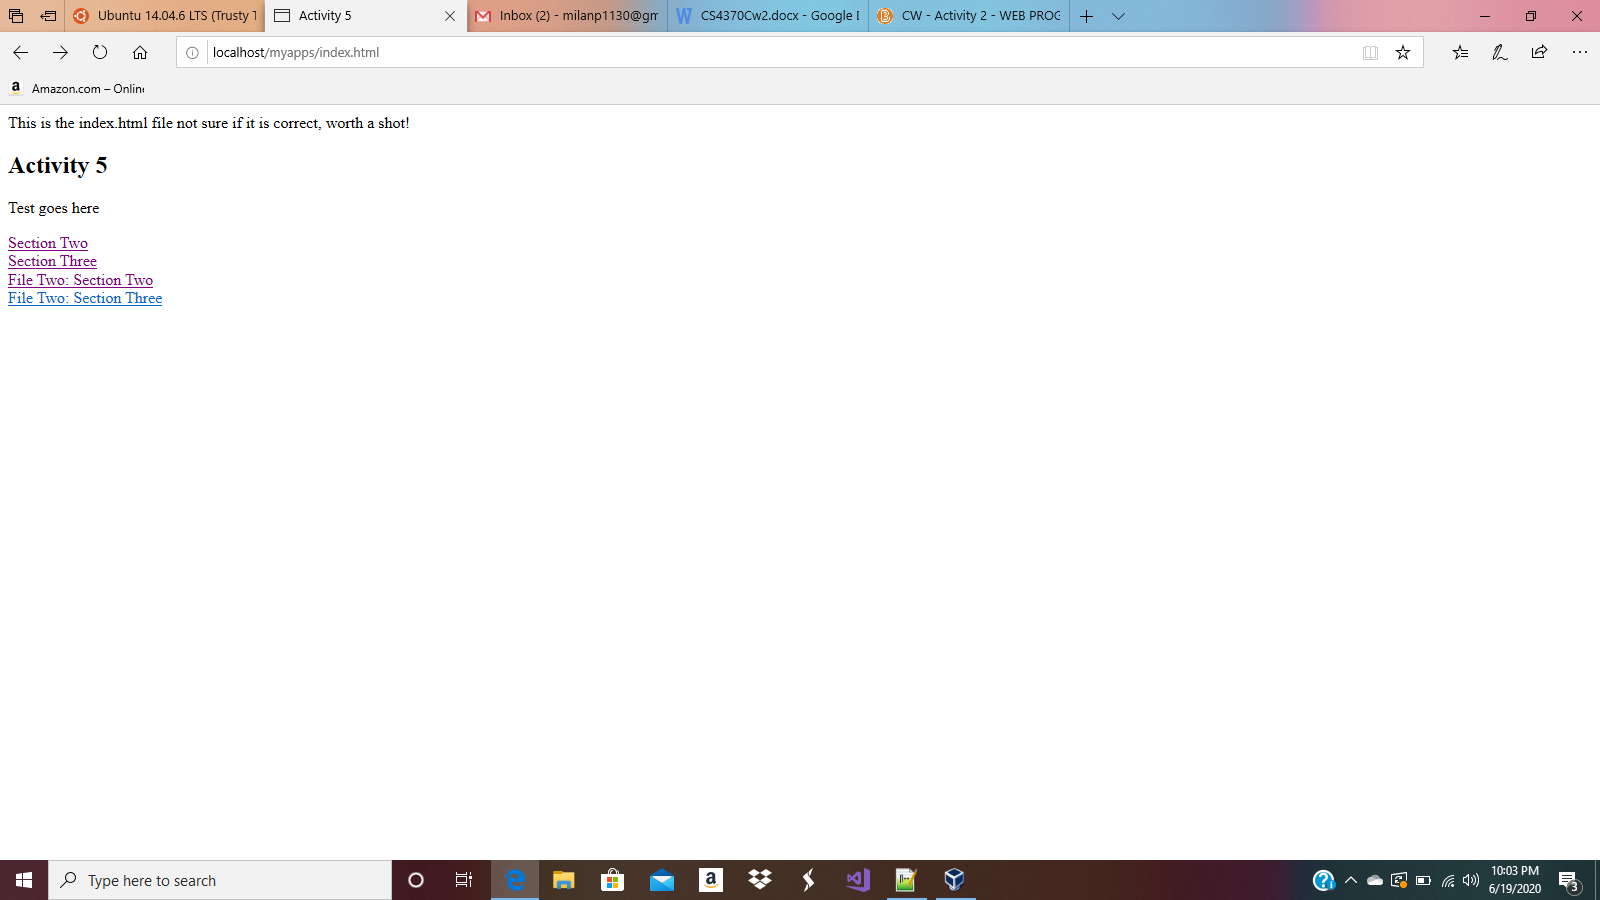 Ubuntu 14.04.6 LTS (Trusty T
Activity 5
Inbox (2) - milanp1130@gm
CS4370Cw2.docx - Google D
CW - Activity 2 - WEB PROG
localhost/myapps/index.html
Amazon.com – Online
This is the index.html file not sure if it is correct, worth a shot!
Activity 5
Test goes here
Section Two
Section Three
File Two: Section Two
File Two: Section Three
Type here to search
10:03 PM
6/19/2020
3